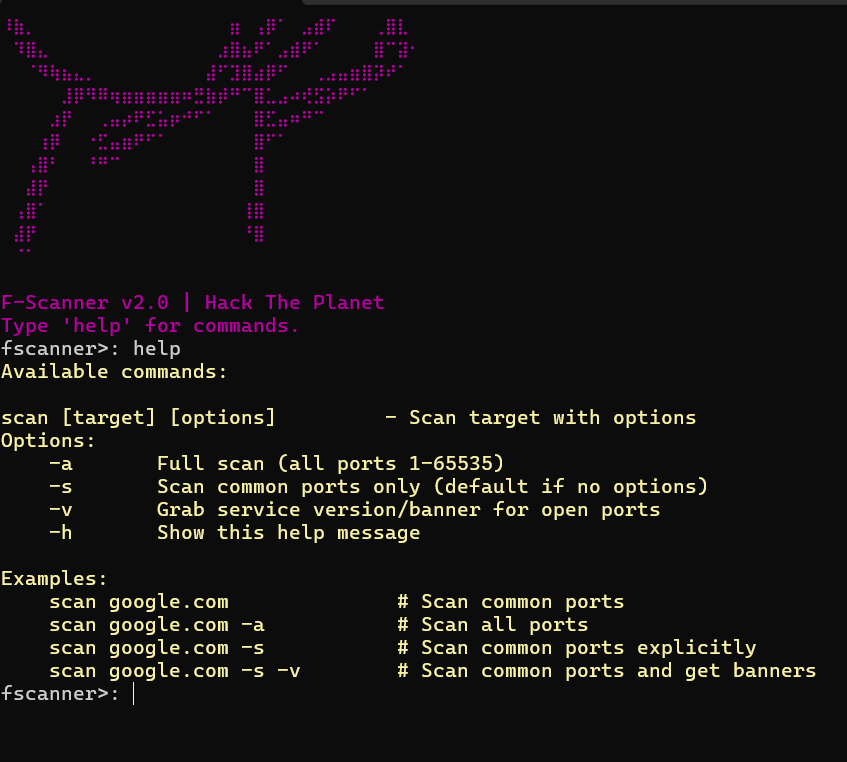 F-Scanner v2.0 | Hack The Planet
Type 'help' for commands.
fscanner>: help
Available commands:
scan [target] [options]         - Scan target with options
Options:
    -a       Full scan (all ports 1-65535)
    -s       Scan common ports only (default if no options)
    -v       Grab service version/banner for open ports
    -h       Show this help message
Examples:
    scan google.com              # Scan common ports
    scan google.com -a           # Scan all ports
    scan google.com -s           # Scan common ports explicitly
    scan google.com -s -v        # Scan common ports and get banners
fscanner>: